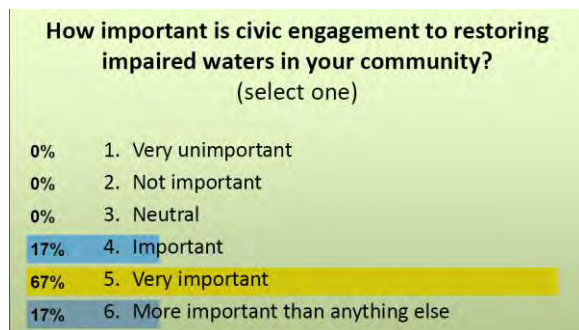 How important is civic engagement to restoring
impaired waters in your community?
(select one)
0% 1. Very unimportant
0% 2. Not important
0% 3. Neutral
17% 4. Important
67% 5. Very important
17% 6. More important than anything else